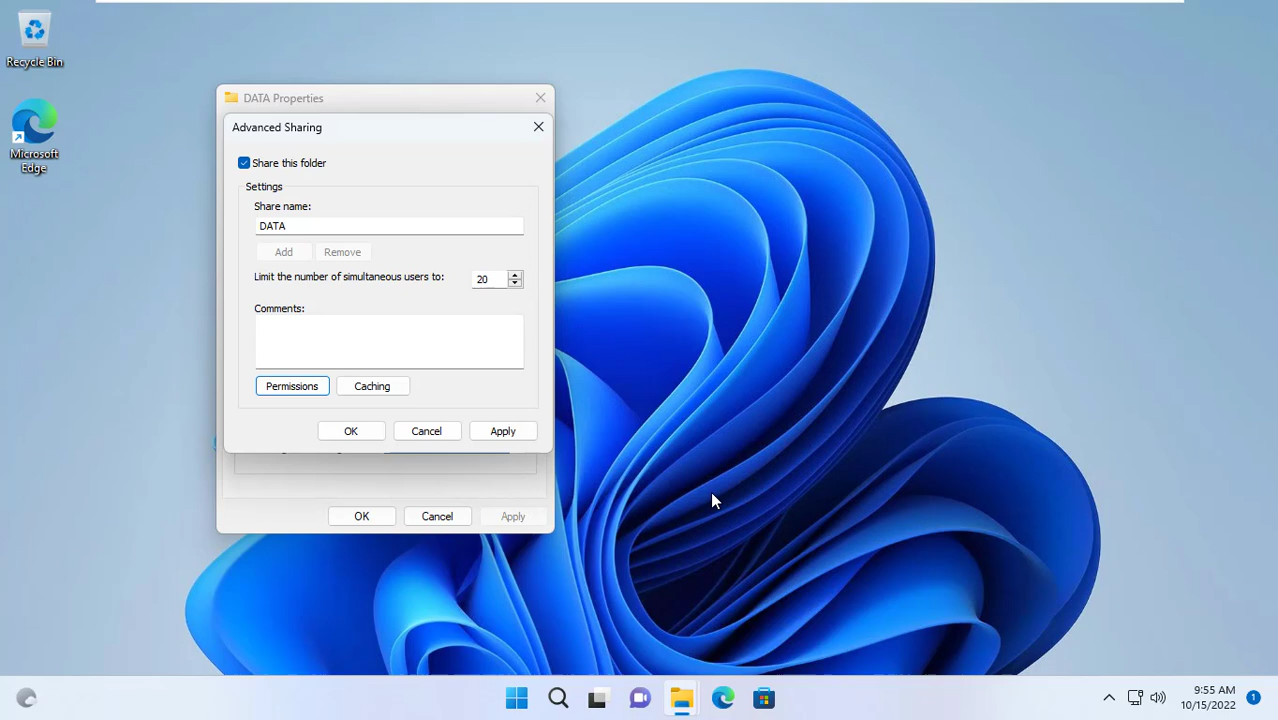 Recycle Bin
Microsoft
Edge
DATA Properties
Advanced Sharing
Share this folder
Settings
Share name:
DATA
Add
Remove
Limit the number of simultaneous users to:
20
Comments:
Permissions
Caching
OK
Cancel
Apply
OK
Cancel
Apply
9:55 AM
10/15/2022
1